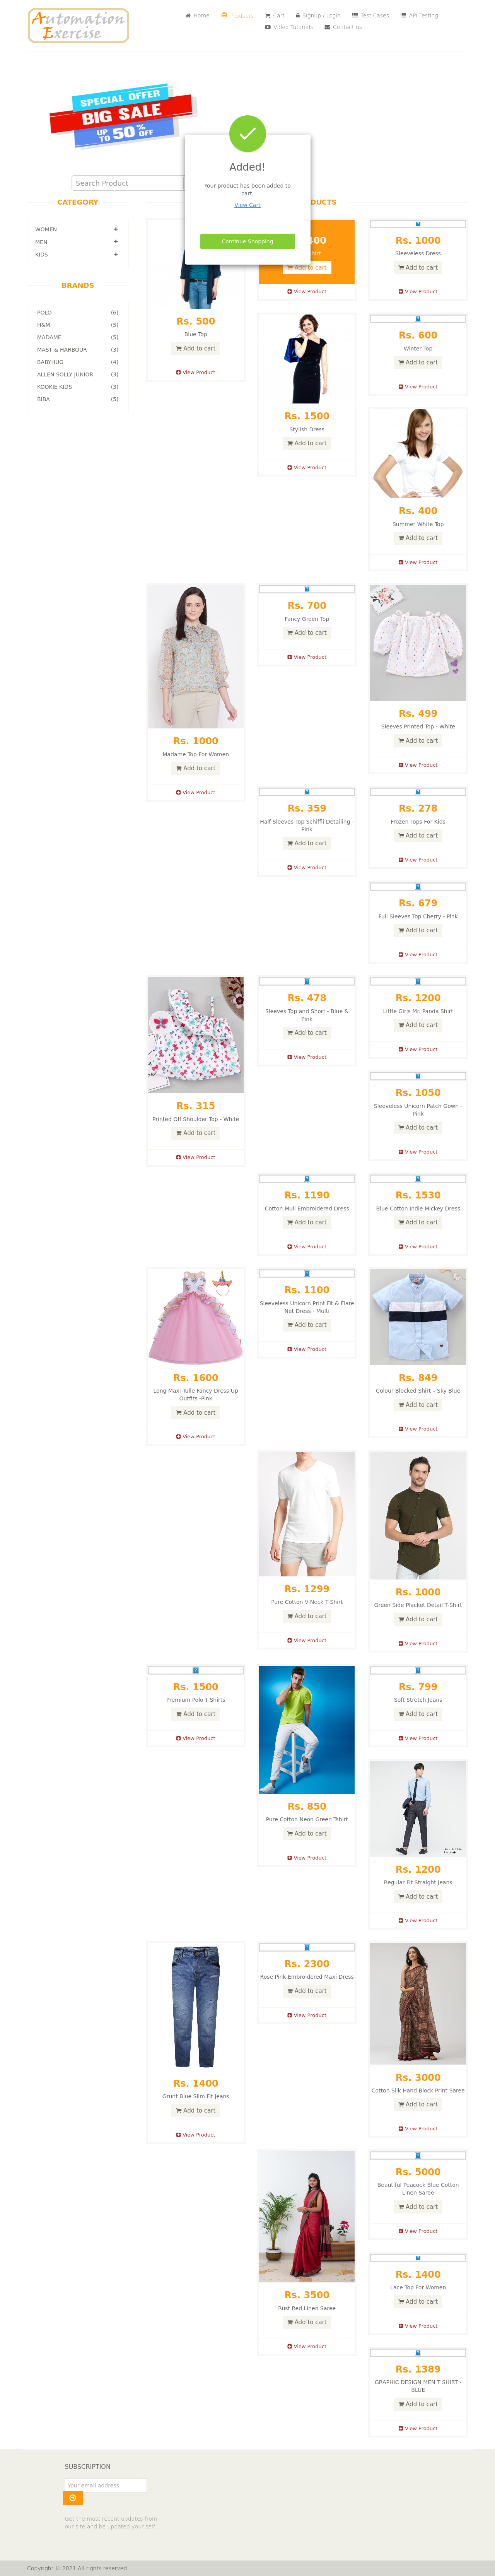 Automation
Exercise
Home
Products
Cart
Signup / Login
Test Cases
API Testing
Video Tutorials
Contact us
SPECIAL OFFER
BIG SALE
UP TO 50% OFF
Search Product
Added!
Your product has been added to
cart.
View Cart
Continue Shopping
CATEGORY
WOMEN
MEN
KIDS
BRANDS
POLO (6)
H&M (5)
MADAME (5)
MAST & HARBOUR (3)
BABYHUG (4)
ALLEN SOLLY JUNIOR (3)
KOOKIE KIDS (3)
BIBA (5)
Rs. 500
Blue Top
Add to cart
View Product
Add to cart
View Product
Rs. 1000
Sleeveless Dress
Add to cart
View Product
Rs. 1500
Stylish Dress
Add to cart
View Product
Rs. 600
Winter Top
Add to cart
View Product
Rs. 400
Summer White Top
Add to cart
View Product
Rs. 1000
Madame Top For Women
Add to cart
View Product
Rs. 700
Fancy Green Top
Add to cart
View Product
Rs. 499
Sleeves Printed Top - White
Add to cart
View Product
Rs. 359
Half Sleeves Top Schiffli Detailing -
Pink
Add to cart
View Product
Rs. 278
Frozen Tops For Kids
Add to cart
View Product
Rs. 679
Full Sleeves Top Cherry - Pink
Add to cart
View Product
Rs. 315
Printed Off Shoulder Top - White
Add to cart
View Product
Rs. 478
Sleeves Top and Short - Blue &
Pink
Add to cart
View Product
Rs. 1200
Little Girls Mr. Panda Shirt
Add to cart
View Product
Rs. 1050
Sleeveless Unicorn Patch Gown -
Pink
Add to cart
View Product
Rs. 1190
Cotton Mull Embroidered Dress
Add to cart
View Product
Rs. 1530
Blue Cotton Indie Mickey Dress
Add to cart
View Product
Rs. 1600
Long Maxi Tulle Fancy Dress Up
Outfits -Pink
Add to cart
View Product
Rs. 1100
Sleeveless Unicorn Print Fit & Flare
Net Dress - Multi
Add to cart
View Product
Rs. 849
Colour Blocked Shirt – Sky Blue
Add to cart
View Product
Rs. 1299
Pure Cotton V-Neck T-Shirt
Add to cart
View Product
Rs. 1000
Green Side Placket Detail T-Shirt
Add to cart
View Product
Rs. 1500
Premium Polo T-Shirts
Add to cart
View Product
Rs. 850
Pure Cotton Neon Green Tshirt
Add to cart
View Product
Rs. 799
Soft Stretch Jeans
Add to cart
View Product
Rs. 1200
Regular Fit Straight Jeans
Add to cart
View Product
Rs. 1400
Grunt Blue Slim Fit Jeans
Add to cart
View Product
Rs. 2300
Rose Pink Embroidered Maxi Dress
Add to cart
View Product
Rs. 3000
Cotton Silk Hand Block Print Saree
Add to cart
View Product
Rs. 3500
Rust Red Linen Saree
Add to cart
View Product
Rs. 5000
Beautiful Peacock Blue Cotton
Linen Saree
Add to cart
View Product
Rs. 1400
Lace Top For Women
Add to cart
View Product
Rs. 1389
GRAPHIC DESIGN MEN T SHIRT -
BLUE
Add to cart
View Product
SUBSCRIPTION
Your email address
Get the most recent updates from
our site and be updated your self...
Copyright © 2021 All rights reserved